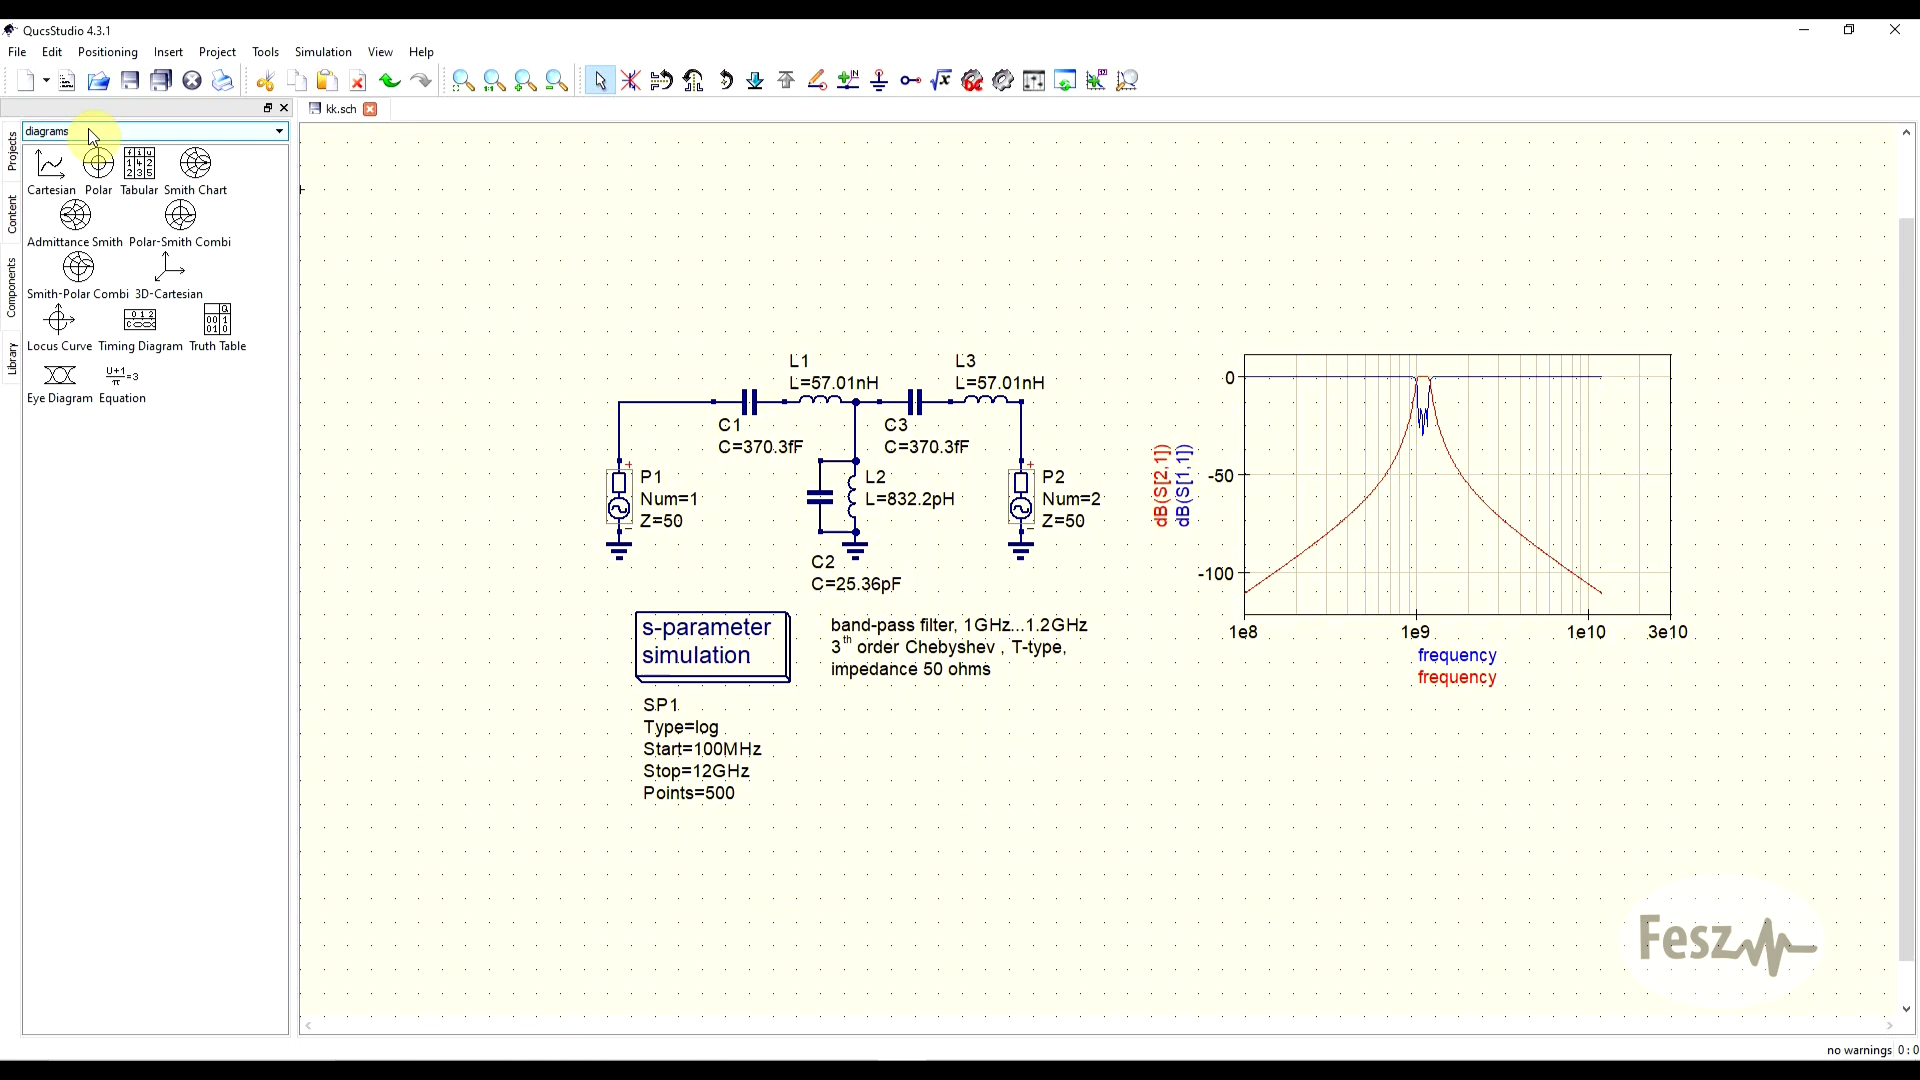 QucsStudio 4.3.1
File Edit Positioning Insert Project Tools Simulation View Help
kk.sch
diagrams
Projects
Content
Components
Library
Cartesian Polar Tabular Smith Chart
Admittance Smith Polar-Smith Combi
Smith-Polar Combi 3D-Cartesian
Locus Curve Timing Diagram Truth Table
Eye Diagram Equation
L1
L=57.01nH
L3
L=57.01nH
C1
C=370.3fF
C3
C=370.3fF
P1
Num=1
Z=50
L2
L=832.2pH
P2
Num=2
Z=50
C2
C=25.36pF
s-parameter
simulation
band-pass filter, 1GHz...1.2GHz
3th order Chebyshev , T-type,
impedance 50 ohms
SP1
Type=log
Start=100MHz
Stop=12GHz
Points=500
dB(S[2,1])
dB(S[1,1])
0
-50
-100
1e8 1e9 1e10 3e10
frequency
frequency
Fesz
no warnings 0 : 0